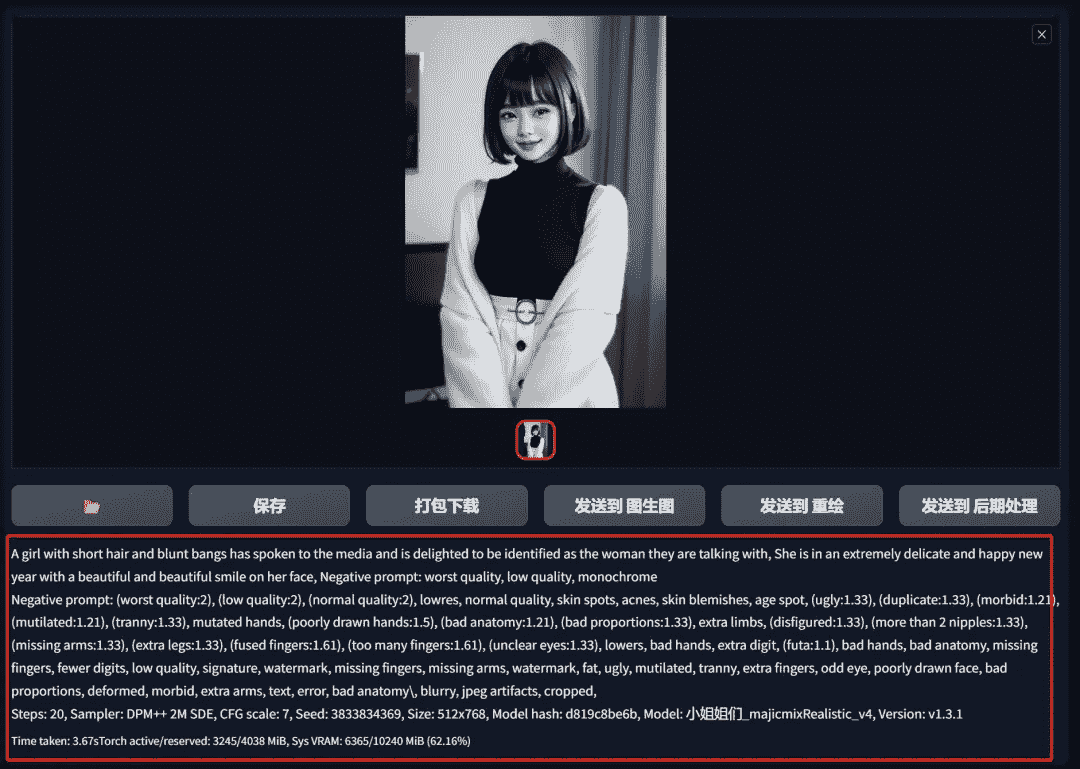 保存
打包下载
发送到 图生图
发送到 重绘
发送到 后期处理
A girl with short hair and blunt bangs has spoken to the media and is delighted to be identified as the woman they are talking with, She is in an extremely delicate and happy new
year with a beautiful and beautiful smile on her face, Negative prompt: worst quality, low quality, monochrome
Negative prompt: (worst quality:2), (low quality:2), (normal quality:2), lowres, normal quality, skin spots, acnes, skin blemishes, age spot, (ugly:1.33), (duplicate:1.33), (morbid:1.21),
(mutilated:1.21), (tranny:1.33), mutated hands, (poorly drawn hands:1.5), (bad anatomy:1.21), (bad proportions:1.33), extra limbs, (disfigured:1.33), (more than 2 nipples:1.33),
(missing arms:1.33), (extra legs:1.33), (fused fingers:1.61), (too many fingers:1.61), (unclear eyes:1.33), lowers, bad hands, extra digit, (futa:1.1), bad hands, bad anatomy, missing
fingers, fewer digits, low quality, signature, watermark, missing fingers, missing arms, watermark, fat, ugly, mutilated, tranny, extra fingers, odd eye, poorly drawn face, bad
proportions, deformed, morbid, extra arms, text, error, bad anatomy\, blurry, jpeg artifacts, cropped,
Steps: 20, Sampler: DPM++ 2M SDE, CFG scale: 7, Seed: 3833834369, Size: 512x768, Model hash: d819c8be6b, Model: 小姐姐们_majicmixRealistic_v4, Version: v1.3.1
Time taken: 3.67sTorch active/reserved: 3245/4038 MiB, Sys VRAM: 6365/10240 MiB (62.16%)